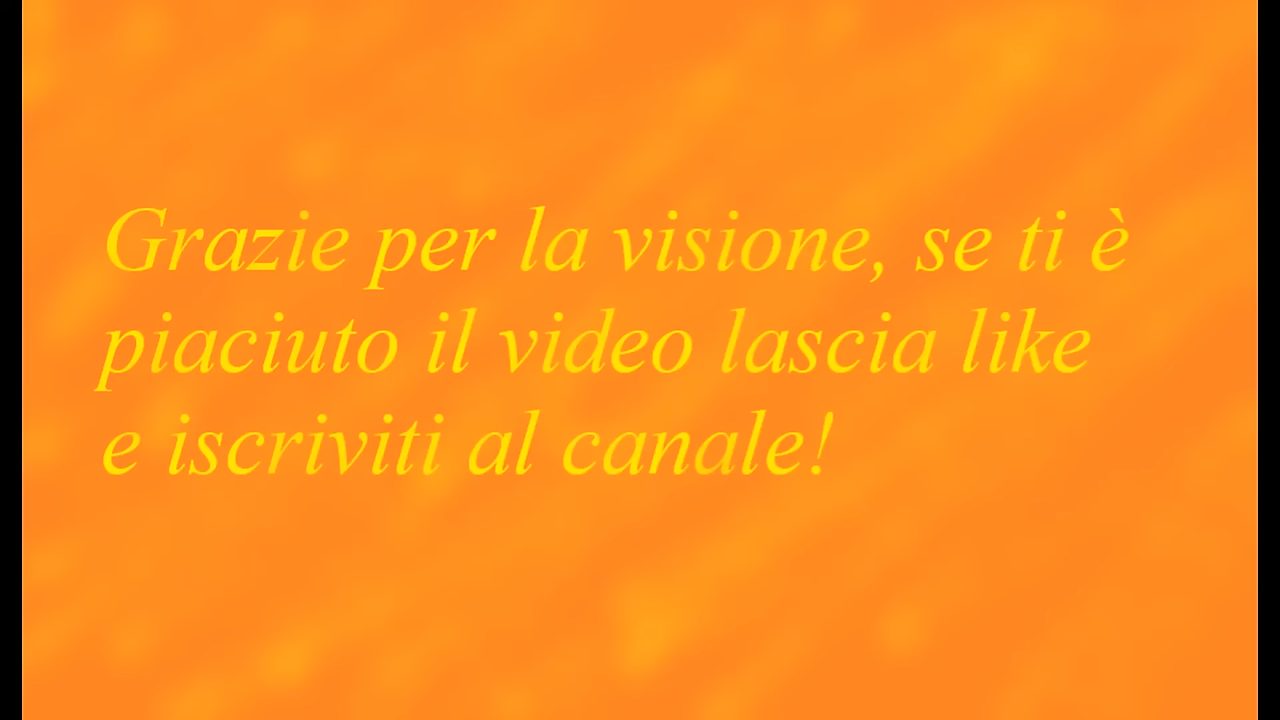 Grazie per la visione, se ti è
piaciuto il video lascia like
e iscriviti al canale!